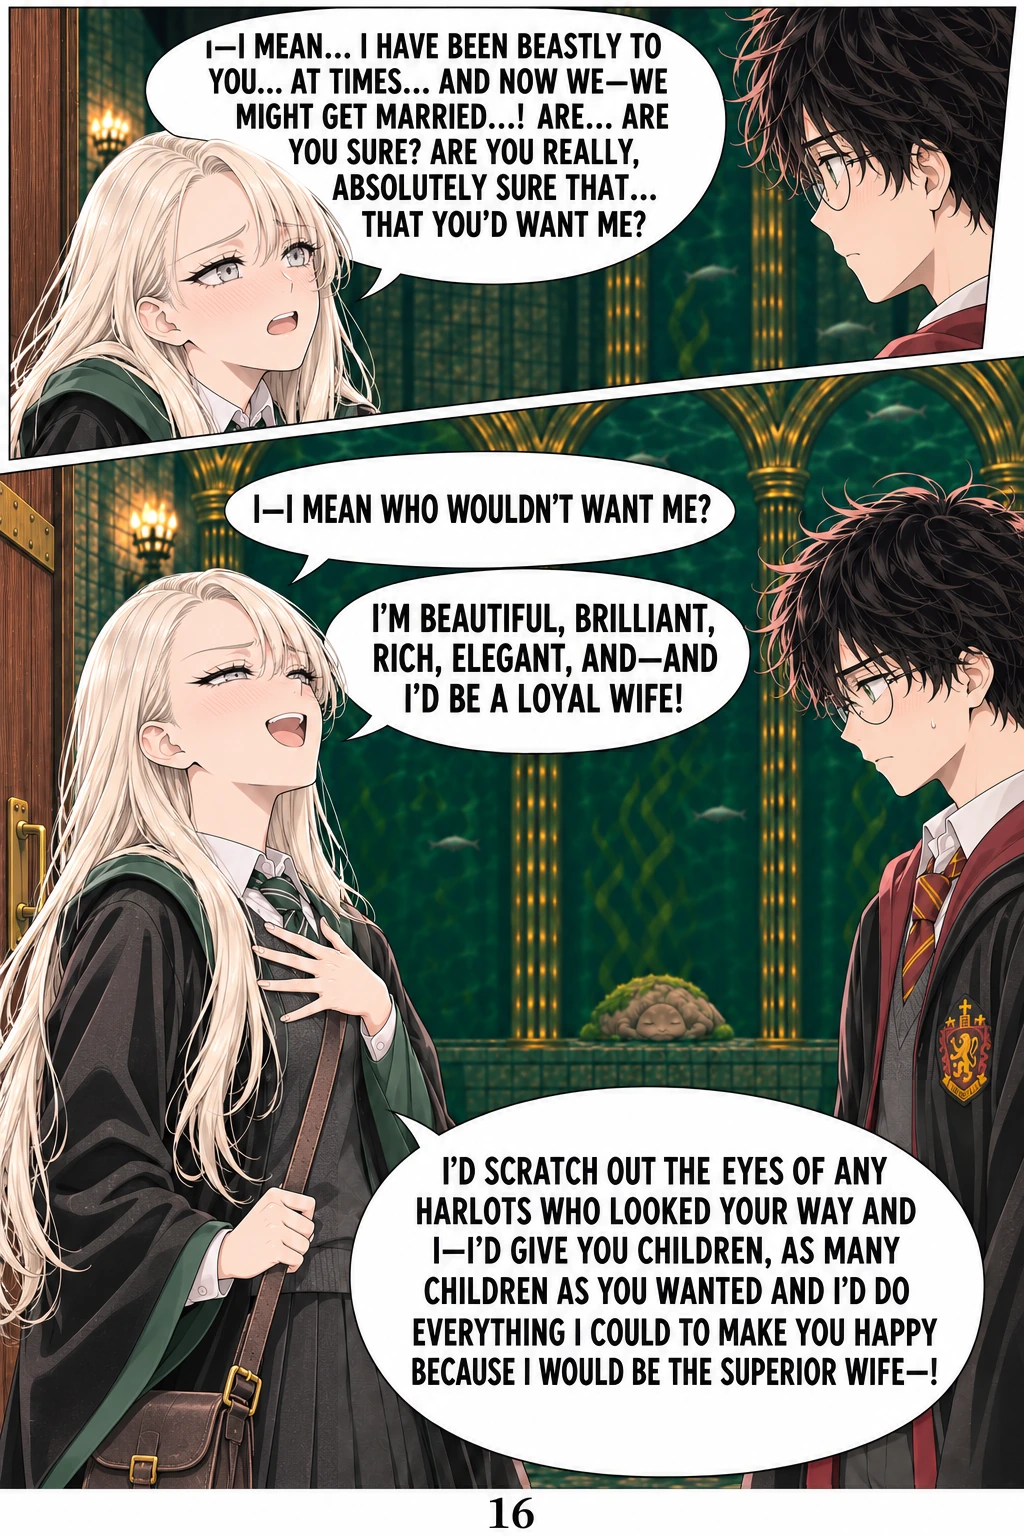 I—I MEAN... I HAVE BEEN BEASTLY TO
YOU... AT TIMES... AND NOW WE—WE
MIGHT GET MARRIED...! ARE... ARE
YOU SURE? ARE YOU REALLY,
ABSOLUTELY SURE THAT...
THAT YOU'D WANT ME?
I—I MEAN WHO WOULDN'T WANT ME?
I'M BEAUTIFUL, BRILLIANT,
RICH, ELEGANT, AND—AND
I'D BE A LOYAL WIFE!
I'D SCRATCH OUT THE EYES OF ANY
HARLOTS WHO LOOKED YOUR WAY AND
I—I'D GIVE YOU CHILDREN, AS MANY
CHILDREN AS YOU WANTED AND I'D DO
EVERYTHING I COULD TO MAKE YOU HAPPY
BECAUSE I WOULD BE THE SUPERIOR WIFE—!
16